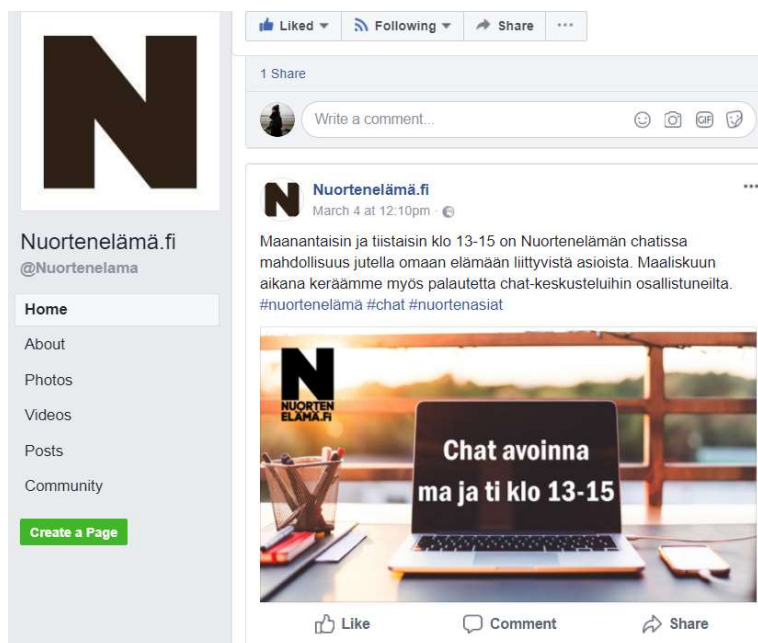 N
Nuortenelämä.fi
@Nuortenelama
Home
About
Photos
Videos
Posts
Community
Create a Page
Liked Following Share ...
1 Share
Write a comment... GIF
N Nuortenelämä.fi ...
March 4 at 12:10pm ·
Maanantaisin ja tiistaisin klo 13-15 on Nuortenelämän chatissa
mahdollisuus jutella omaan elämään liittyvistä asioista. Maaliskuun
aikana keräämme myös palautetta chat-keskusteluihin osallistuneilta.
#nuortenelämä #chat #nuortenasiat
N
NUORTEN
ELÄMÄ.FI
Chat avoinna
ma ja ti klo 13-15
Like Comment Share